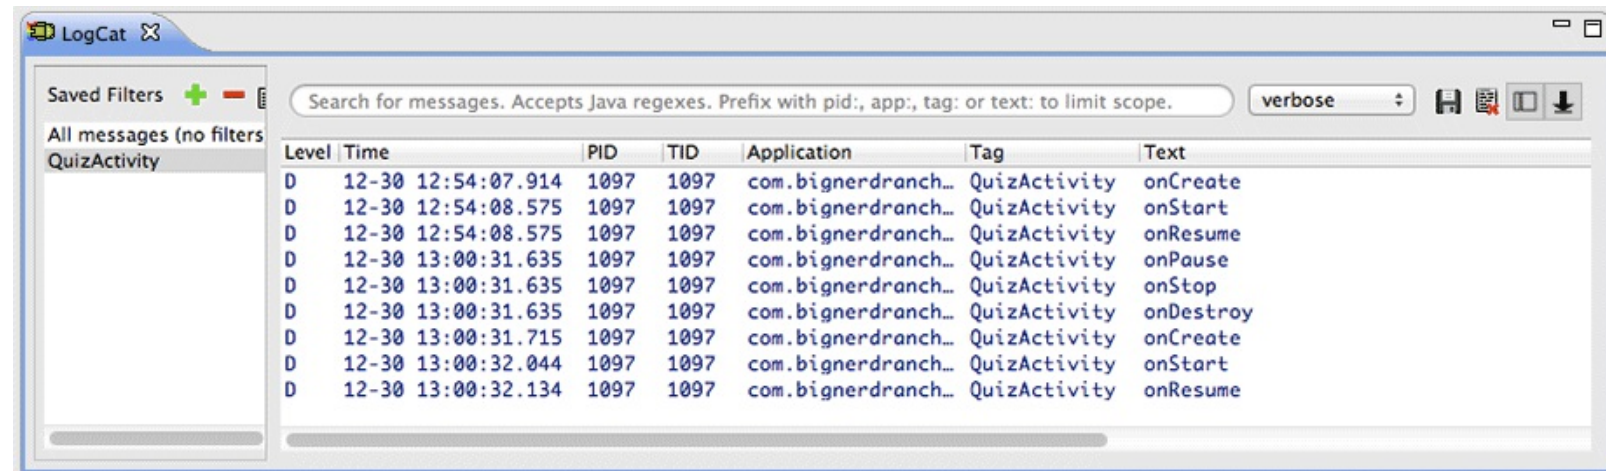 LogCat
Saved Filters
Search for messages. Accepts Java regexes. Prefix with pid:, app:, tag: or text: to limit scope.
verbose
All messages (no filters
QuizActivity
Level Time PID TID Application Tag Text
D 12-30 12:54:07.914 1097 1097 com.bignerdranch… QuizActivity onCreate
D 12-30 12:54:08.575 1097 1097 com.bignerdranch… QuizActivity onStart
D 12-30 12:54:08.575 1097 1097 com.bignerdranch… QuizActivity onResume
D 12-30 13:00:31.635 1097 1097 com.bignerdranch… QuizActivity onPause
D 12-30 13:00:31.635 1097 1097 com.bignerdranch… QuizActivity onStop
D 12-30 13:00:31.635 1097 1097 com.bignerdranch… QuizActivity onDestroy
D 12-30 13:00:31.715 1097 1097 com.bignerdranch… QuizActivity onCreate
D 12-30 13:00:32.044 1097 1097 com.bignerdranch… QuizActivity onStart
D 12-30 13:00:32.134 1097 1097 com.bignerdranch… QuizActivity onResume